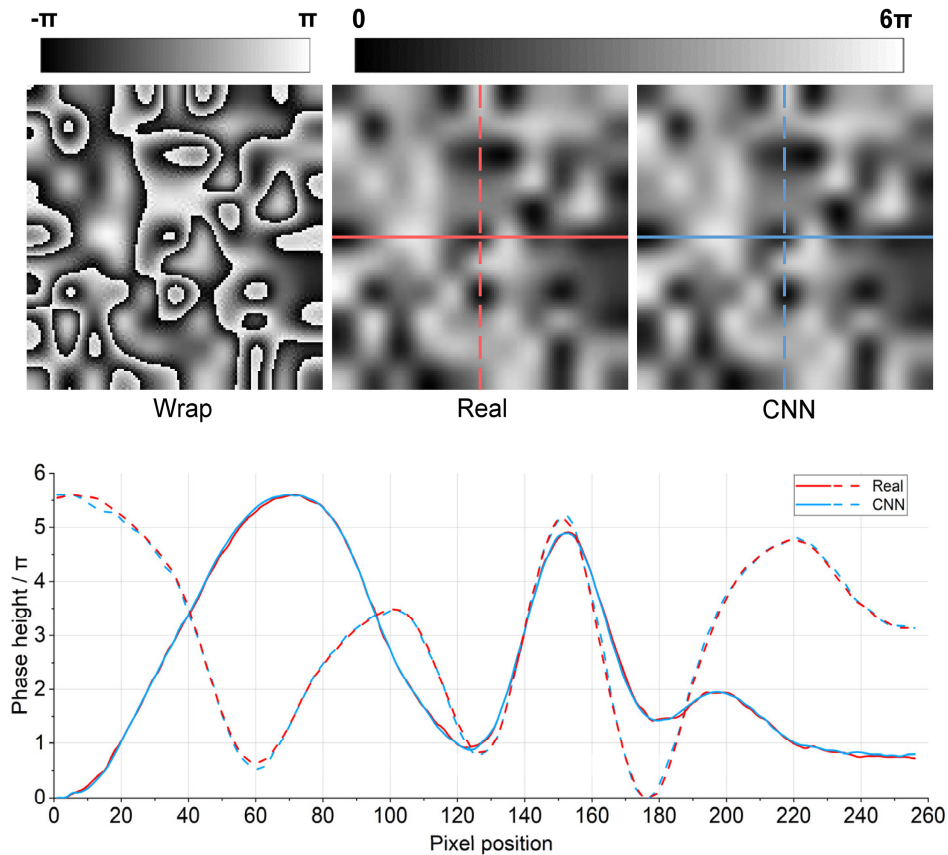 -π π 0 6π
Wrap Real CNN
6
5
4
3
2
1
0
Phase height / π
Real
CNN
0 20 40 60 80 100 120 140 160 180 200 220 240 260
Pixel position